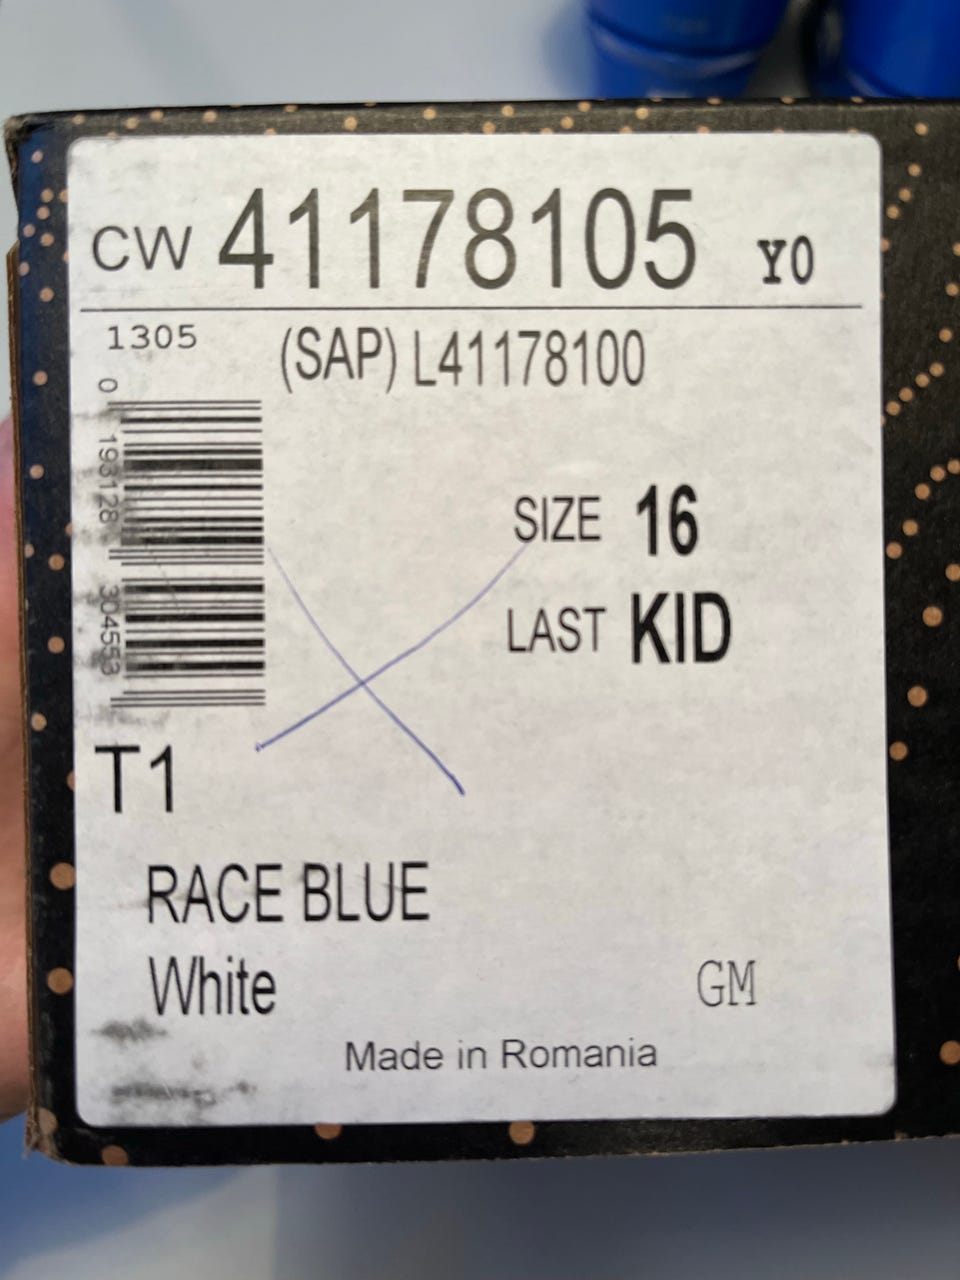 CW 41178105 Y0
1305
(SAP) L41178100
0 193128 304553
SIZE 16
LAST KID
T1
RACE BLUE
White
GM
Made in Romania